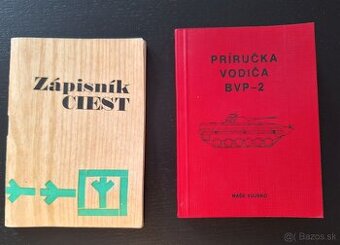 Zápisník
CIEST
PRÍRUČKA
VODIČA
BVP-2
NAŠE VOJSKO
© Bazos.sk